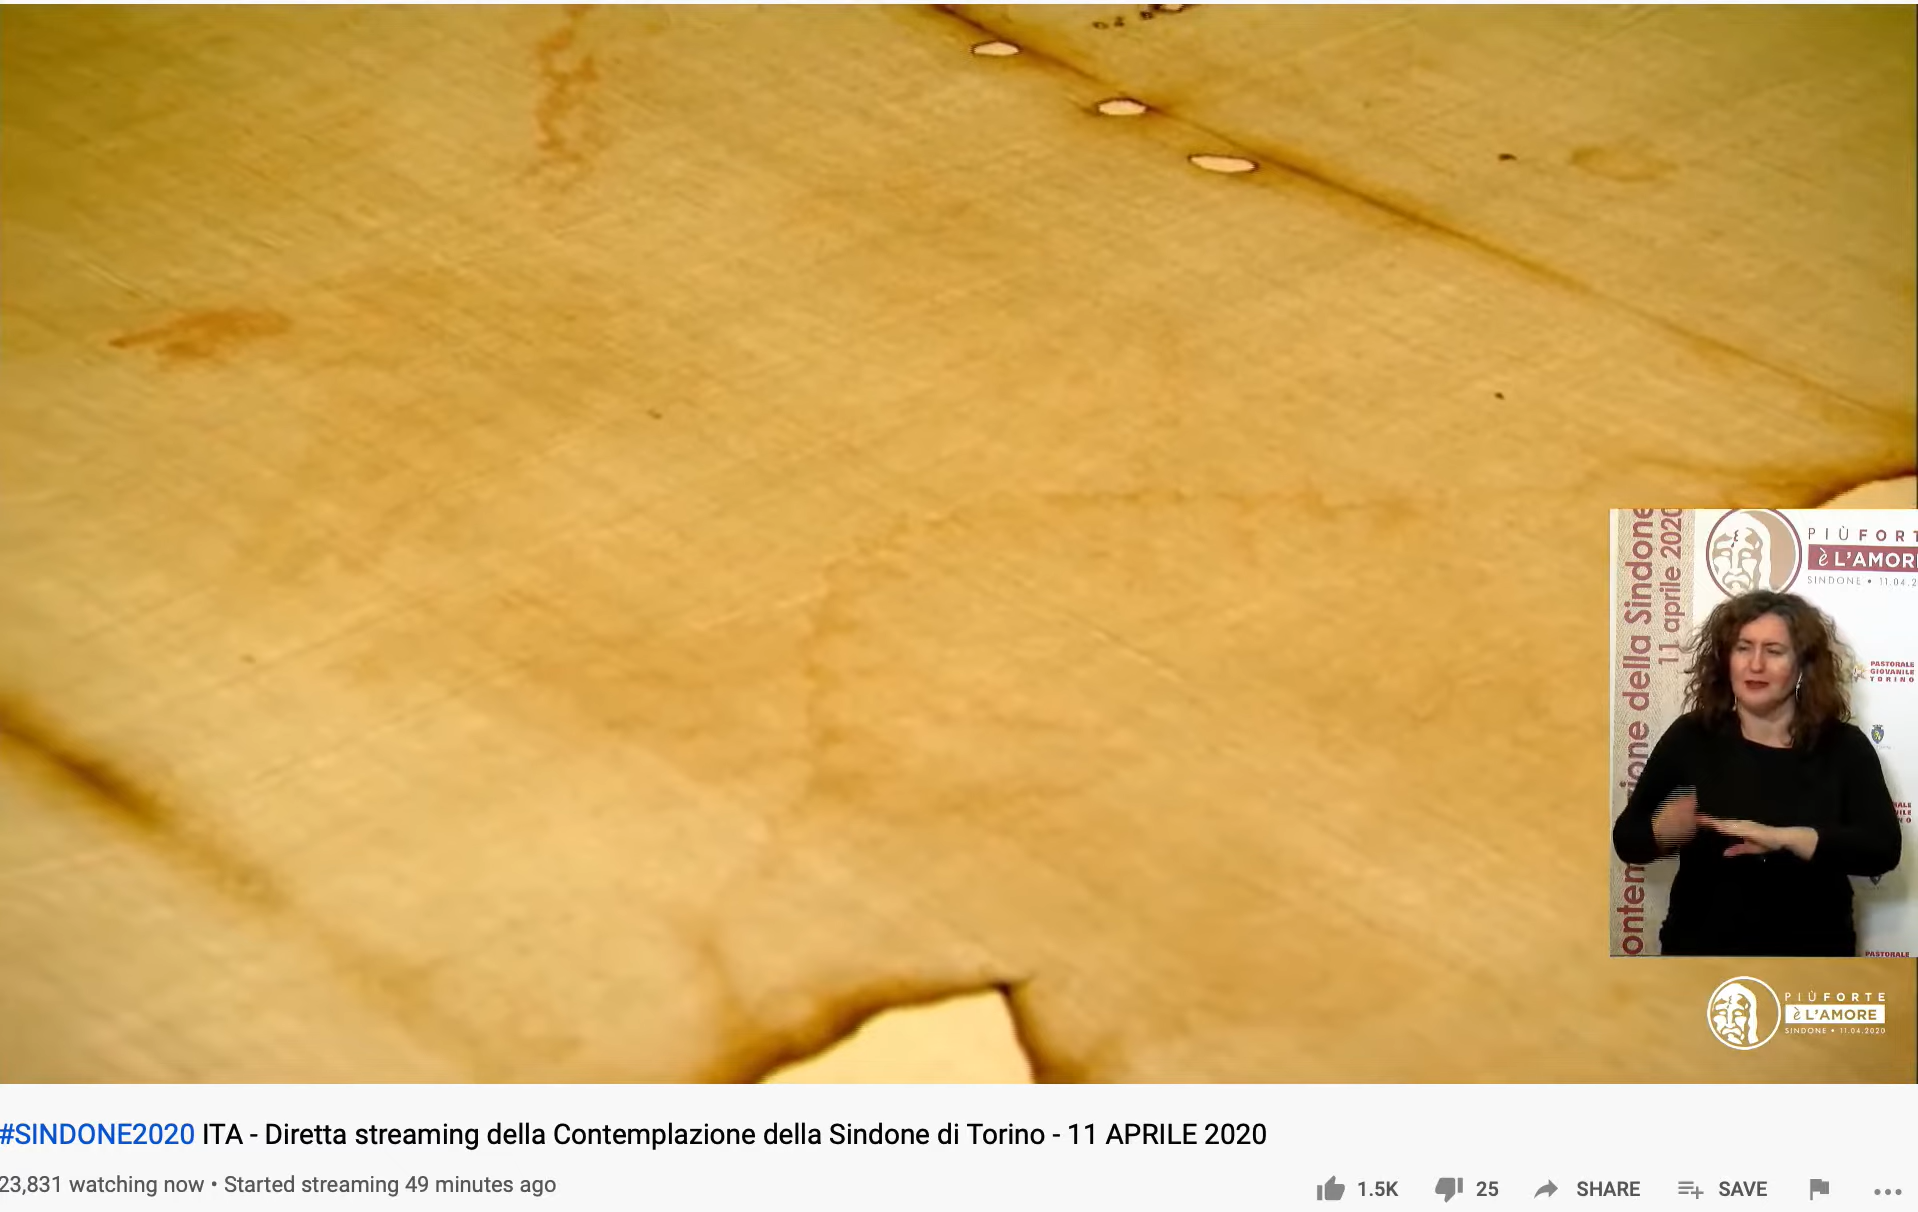 PIÙ FORT
è L'AMOR
SINDONE • 11.04.2
ontem
zione della Sindone
11 aprile 2020
PASTORALE
GIOVANILE
TORINO
PASTORALE
PIÙ FORTE
è L'AMORE
SINDONE • 11.04.2020
#SINDONE2020 ITA - Diretta streaming della Contemplazione della Sindone di Torino - 11 APRILE 2020
23,831 watching now • Started streaming 49 minutes ago
1.5K
25
SHARE
SAVE